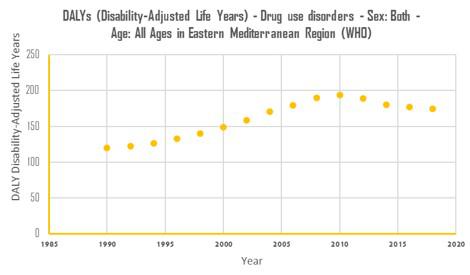 DALYs (Disability-Adjusted Life Years) - Drug use disorders - Sex: Both -
Age: All Ages in Eastern Mediterranean Region (WHO)
DALY Disability-Adjusted Life Years
250
200
150
100
50
0
1985 1990 1995 2000 2005 2010 2015 2020
Year